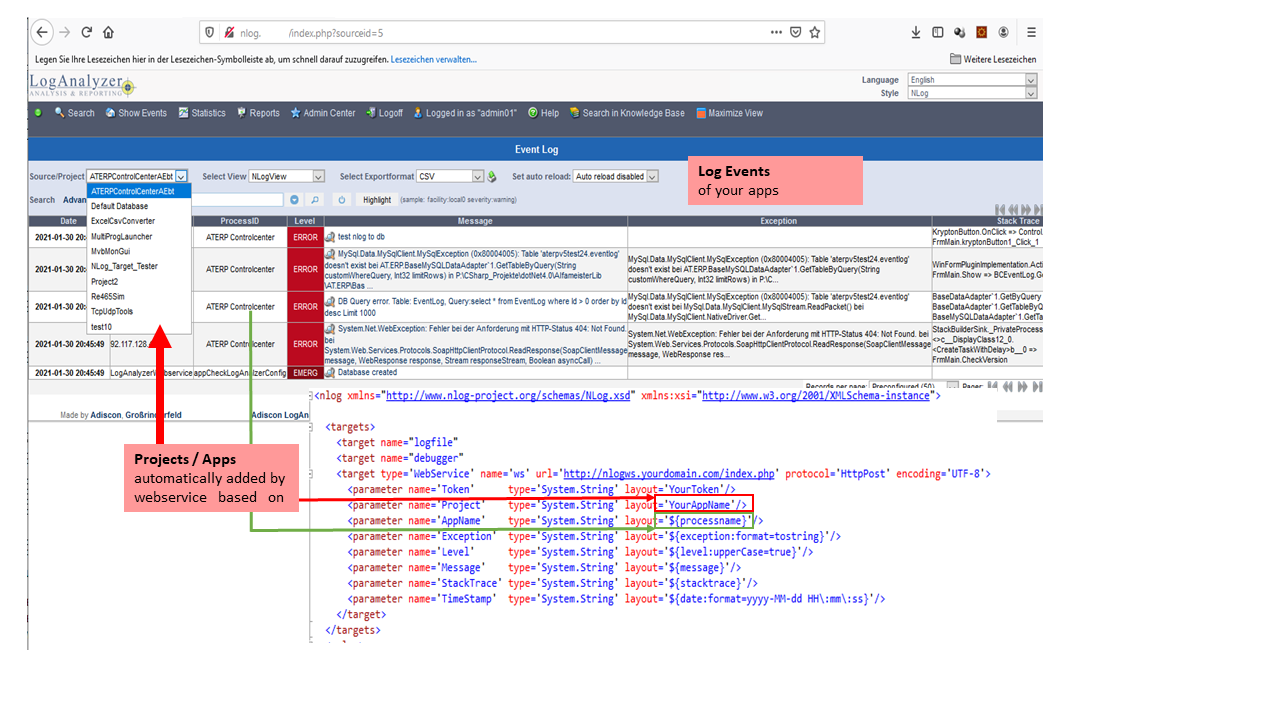 nlog. /index.php?sourceid=5
Legen Sie Ihre Lesezeichen hier in der Lesezeichen-Symbolleiste ab, um schnell darauf zuzugreifen. Lesezeichen verwalten...
Weitere Lesezeichen
LogAnalyzer
ANALYSIS & REPORTING
Language English
Style NLog
Search Show Events Statistics Reports Admin Center Logoff Logged in as "admin01" Help Search in Knowledge Base Maximize View
Event Log
Source/Project ATERPControlCenterAEbt Select View NLogView Select Exportformat CSV Set auto reload: Auto reload disabled
Log Events
of your apps
ATERPControlCenterAEbt
Default Database
ExcelCsvConverter
MultiProgLauncher
MvbMonGui
NLog_Target_Tester
Project2
Re465Sim
TcpUdpTools
test10
Search Advan Highlight (sample: facility:local0 severity:warning)
Date ProcessID Level Message Exception Stack Trace
2021-01-30 20:4 ATERP Controlcenter ERROR test nlog to db
KryptonButton.OnClick => Control.
FrmMain.kryptonButton1_Click_1
2021-01-30 20: ATERP Controlcenter ERROR
MySql.Data.MySqlClient.MySqlException (0x80004005): Table 'aterpv5test24.eventlog'
doesn't exist bei AT.ERP.BaseMySQLDataAdapter`1.GetTableByQuery(String
customWhereQuery, Int32 limitRows) in P:\CSharp_Projekte\dotNet4.0\AlfameisterLib
\AT.ERP\Bas ...
MySql.Data.MySqlClient.MySqlException (0x80004005): Table 'aterpv5test24.eventlog'
doesn't exist bei AT.ERP.BaseMySQLDataAdapter`1.GetTableByQuery(String
customWhereQuery, Int32 limitRows) in P:\C...
WinFormPluginImplementation.Acti
FrmMain.Show => BCEventLog.Ge
2021-01-30 20: ATERP Controlcenter ERROR
DB Query error. Table: EventLog, Query:select * from EventLog where Id > 0 order by Id
desc Limit 1000
MySql.Data.MySqlClient.MySqlException (0x80004005): Table 'aterpv5test24.eventlog'
doesn't exist bei MySql.Data.MySqlClient.MySqlStream.ReadPacket() bei
MySql.Data.MySqlClient.NativeDriver.Get...
BaseDataAdapter`1.GetByQuery
BaseDataAdapter`1.GetTableByQ
BaseDataAdapter`1.GetTableByQ
2021-01-30 20:45:49 92.117.128. ATERP Controlcenter ERROR
System.Net.WebException: Fehler bei der Anforderung mit HTTP-Status 404: Not Found.
bei
System.Web.Services.Protocols.SoapHttpClientProtocol.ReadResponse(SoapClientMessage
message, WebResponse response, Stream responseStream, Boolean asyncCall) ...
System.Net.WebException: Fehler bei der Anforderung mit HTTP-Status 404: Not Found. bei
System.Web.Services.Protocols.SoapHttpClientProtocol.ReadResponse(SoapClientMessage
message, WebResponse res...
StackBuilderSink._PrivateProcess
<>c__DisplayClass12_0.
<CreateTaskWithDelay>b__0 =>
FrmMain.CheckVersion
2021-01-30 20:45:49 LogAnalyzerWebservice appCheckLogAnalzerConfig EMERG Database created
Records per page: Preconfigured (50) Pager:
Made by Adiscon, Großrinderfeld Adiscon LogAn
Projects / Apps
automatically added by
webservice based on
<nlog xmlns="http://www.nlog-project.org/schemas/NLog.xsd" xmlns:xsi="http://www.w3.org/2001/XMLSchema-instance">
<targets>
<target name="logfile"
<target name="debugger"
<target type='WebService' name='ws' url='http://nlogws.yourdomain.com/index.php' protocol='HttpPost' encoding='UTF-8'>
<parameter name='Token' type='System.String' layout='YourToken'/>
<parameter name='Project' type='System.String' layout='YourAppName'/>
<parameter name='AppName' type='System.String' layout='${processname}'/>
<parameter name='Exception' type='System.String' layout='${exception:format=tostring}'/>
<parameter name='Level' type='System.String' layout='${level:upperCase=true}'/>
<parameter name='Message' type='System.String' layout='${message}'/>
<parameter name='StackTrace' type='System.String' layout='${stacktrace}'/>
<parameter name='TimeStamp' type='System.String' layout='${date:format=yyyy-MM-dd HH\:mm\:ss}'/>
</target>
</targets>